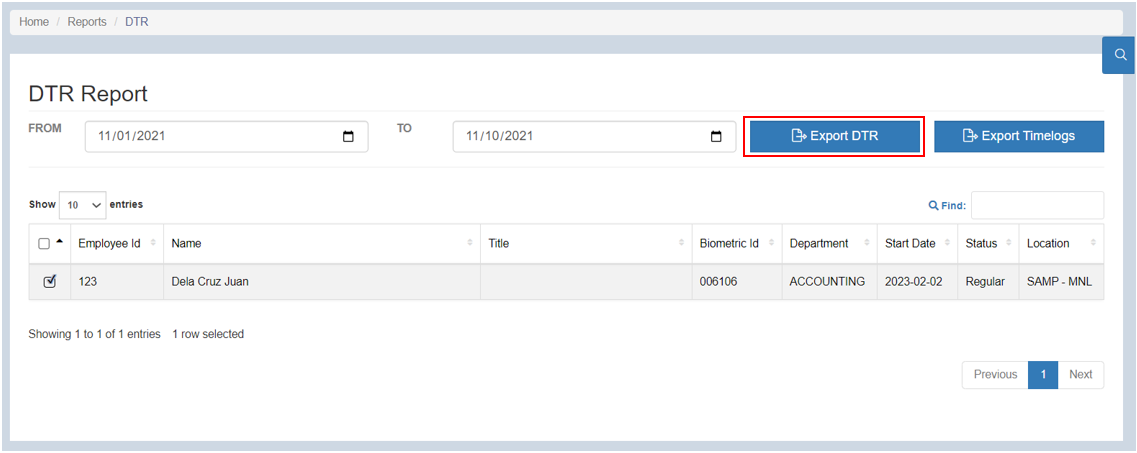 Home / Reports / DTR
DTR Report
FROM 11/01/2021 TO 11/10/2021 Export DTR Export Timelogs
Show 10 entries Find:
Employee Id Name Title Biometric Id Department Start Date Status Location
123 Dela Cruz Juan 006106 ACCOUNTING 2023-02-02 Regular SAMP - MNL
Showing 1 to 1 of 1 entries 1 row selected
Previous 1 Next